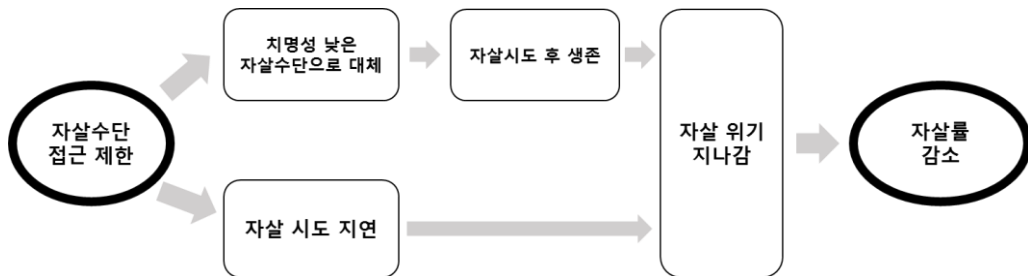 자살수단
접근 제한
치명성 낮은
자살수단으로 대체
자살시도 후 생존
자살 시도 지연
자살 위기
지나감
자살률
감소